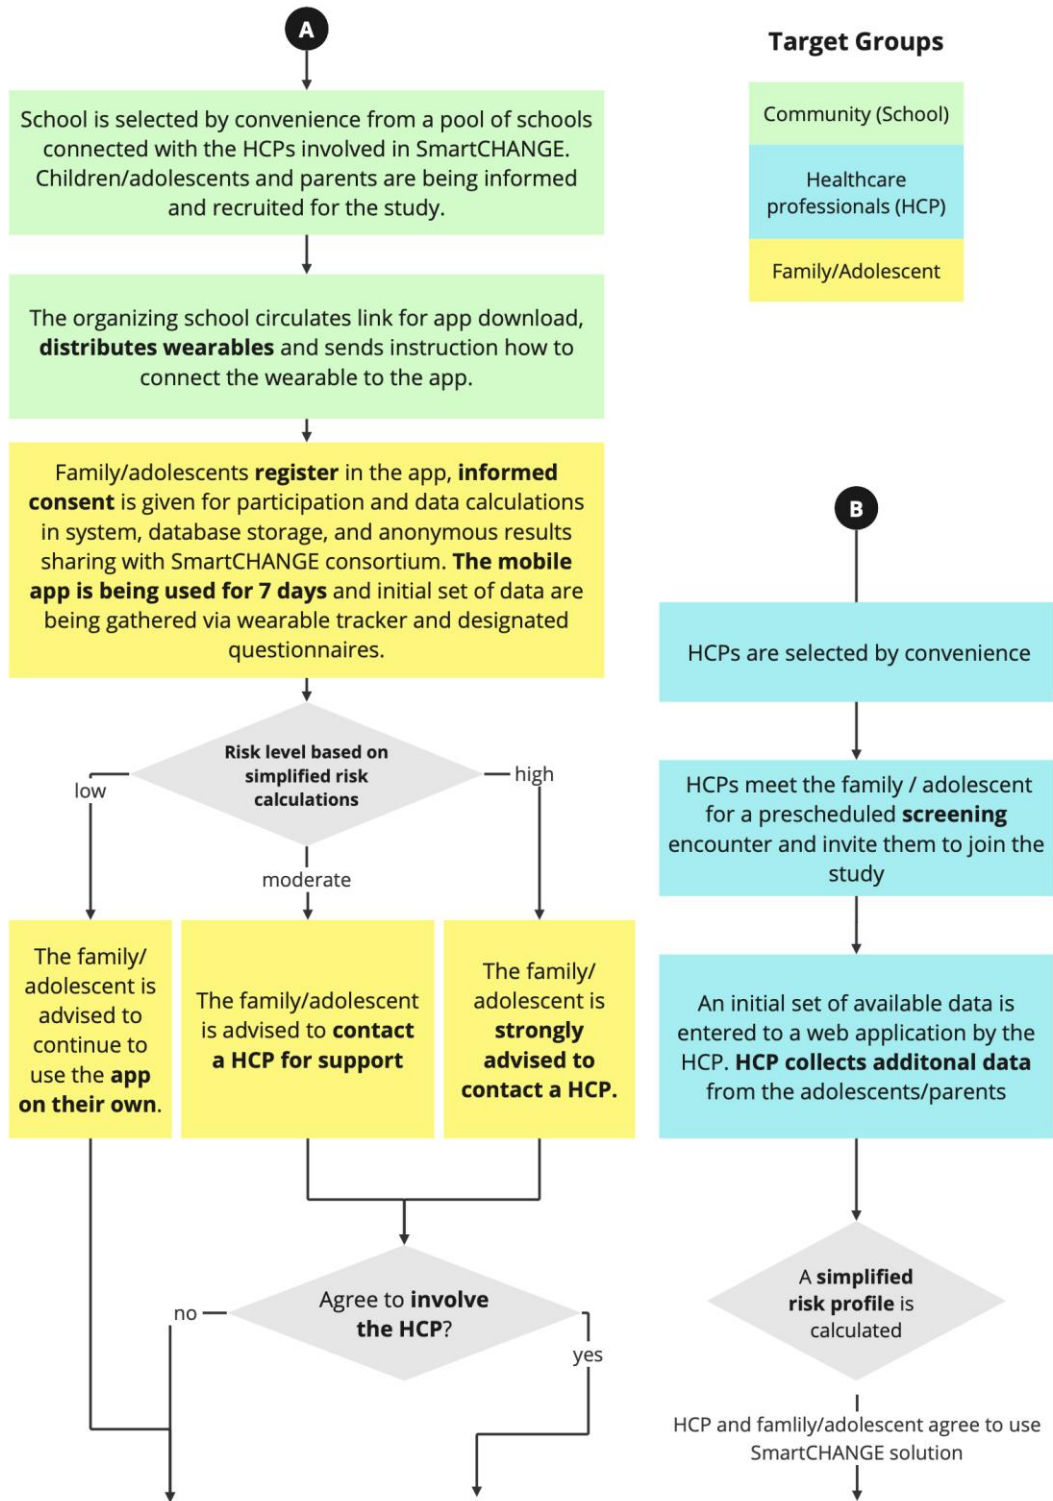 A
School is selected by convenience from a pool of schools
connected with the HCPs involved in SmartCHANGE.
Children/adolescents and parents are being informed
and recruited for the study.
The organizing school circulates link for app download,
distributes wearables and sends instruction how to
connect the wearable to the app.
Family/adolescents register in the app, informed
consent is given for participation and data calculations
in system, database storage, and anonymous results
sharing with SmartCHANGE consortium. The mobile
app is being used for 7 days and initial set of data are
being gathered via wearable tracker and designated
questionnaires.
Risk level based on
simplified risk
calculations
low
high
moderate
The family/
adolescent is
advised to
continue to
use the app
on their own.
The family/adolescent
is advised to contact
a HCP for support
The family/
adolescent is
strongly
advised to
contact a HCP.
Agree to involve
the HCP?
no
yes
Target Groups
Community (School)
Healthcare
professionals (HCP)
Family/Adolescent
B
HCPs are selected by convenience
HCPs meet the family / adolescent
for a prescheduled screening
encounter and invite them to join the
study
An initial set of available data is
entered to a web application by the
HCP. HCP collects additonal data
from the adolescents/parents
A simplified
risk profile is
calculated
HCP and famlily/adolescent agree to use
SmartCHANGE solution